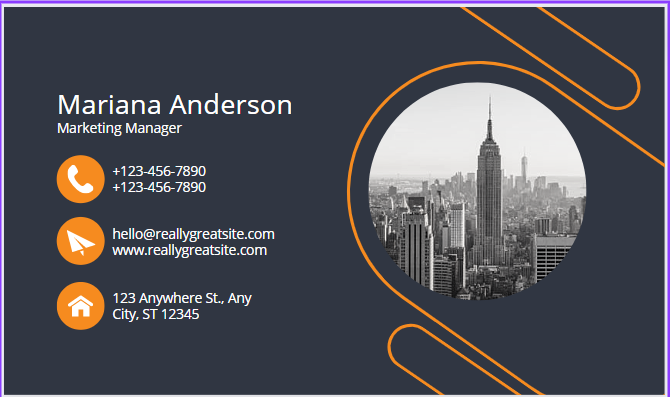 Mariana Anderson
Marketing Manager
+123-456-7890
+123-456-7890
hello@reallygreatsite.com
www.reallygreatsite.com
123 Anywhere St., Any
City, ST 12345